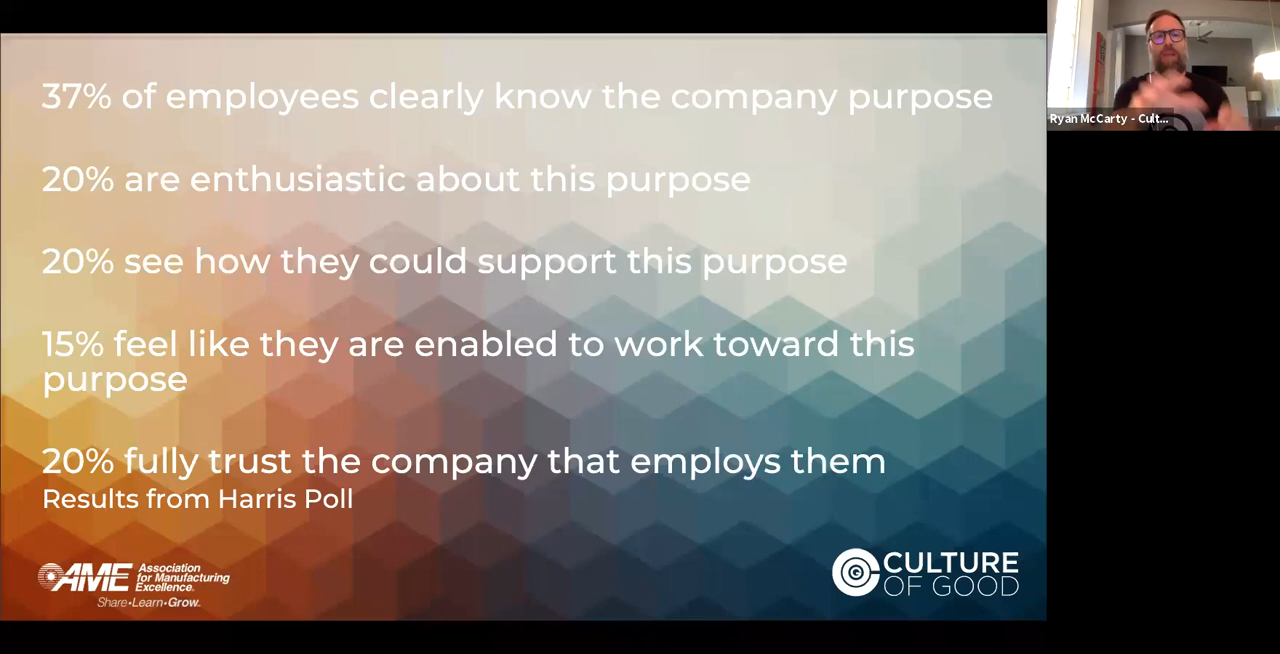 37% of employees clearly know the company purpose
20% are enthusiastic about this purpose
20% see how they could support this purpose
15% feel like they are enabled to work toward this
purpose
20% fully trust the company that employs them
Results from Harris Poll
AME Association
for Manufacturing
Excellence.
Share•Learn•Grow.
CULTURE
OF GOOD
Ryan McCarty - Cult...